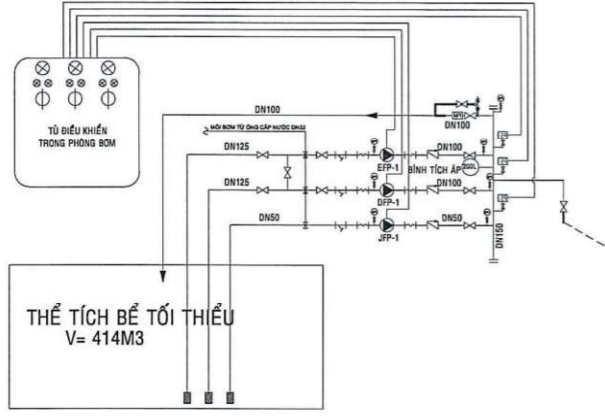 TỦ ĐIỀU KHIỂN
TRONG PHÒNG BƠM
DN100
DN100
MỒI BƠM TỪ ỐNG CẤP NƯỚC DN32
DN125
DN100
EFP-1
BÌNH TÍCH ÁP
200L
DN125
DN100
DFP-1
DN50
DN50
JFP-1
DN150
THỂ TÍCH BỂ TỐI THIỂU
V= 414M3